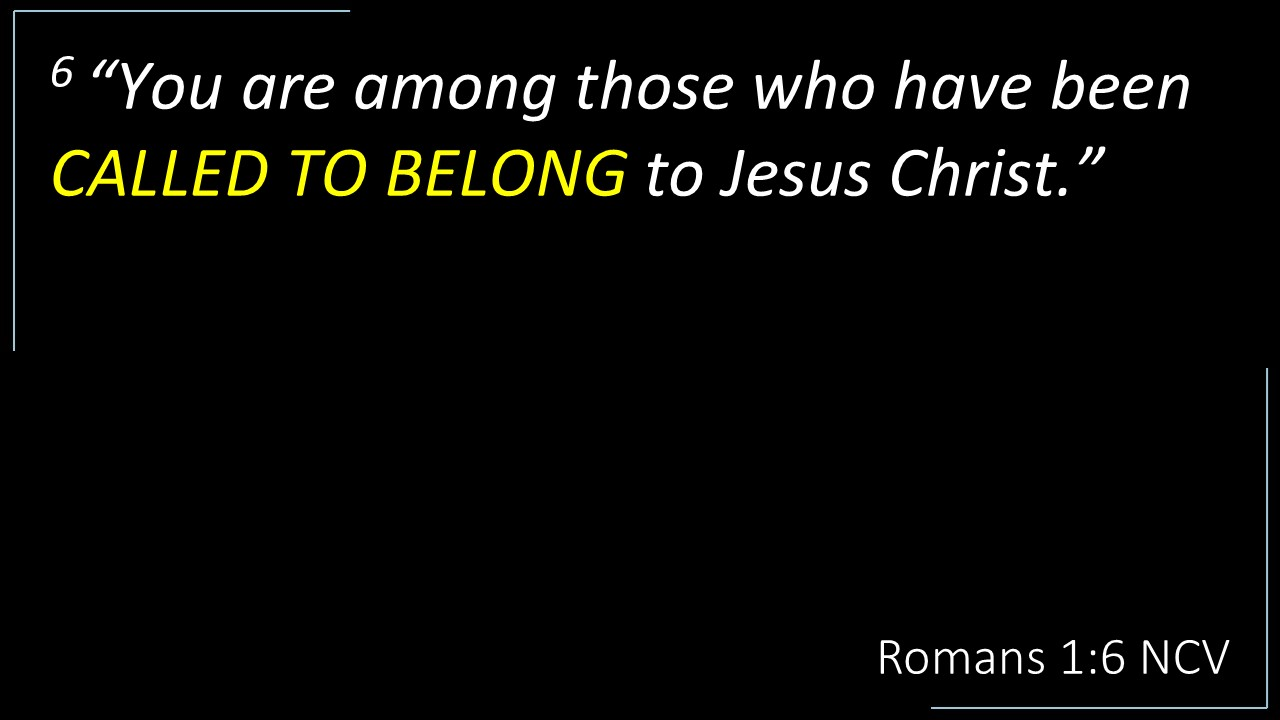 6 “You are among those who have been
CALLED TO BELONG to Jesus Christ.”
Romans 1:6 NCV